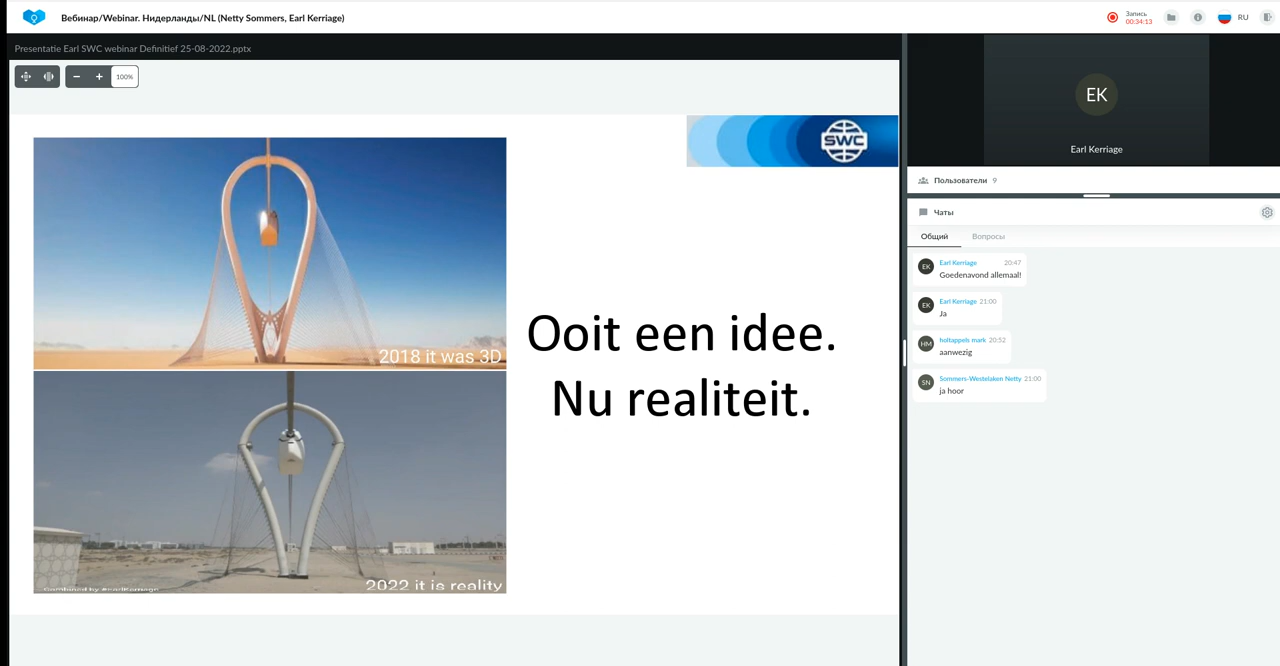 Вебинар/Webinar. Нидерланды/NL (Netty Sommers, Earl Kerriage)
Запись
00:34:13
RU
Presentatie Earl SWC webinar Definitief 25-08-2022.pptx
100%
SWC
2018 it was 3D
2022 it is reality
Combined by #earlKerriage
Ooit een idee.
Nu realiteit.
EK
Earl Kerriage
Пользователи 9
Чаты
Общий Вопросы
EK
Earl Kerriage 20:47
Goedenavond allemaal!
EK
Earl Kerriage 21:00
Ja
HM
holtappels mark 20:52
aanwezig
SN
Sommers-Westelaken Netty 21:00
ja hoor